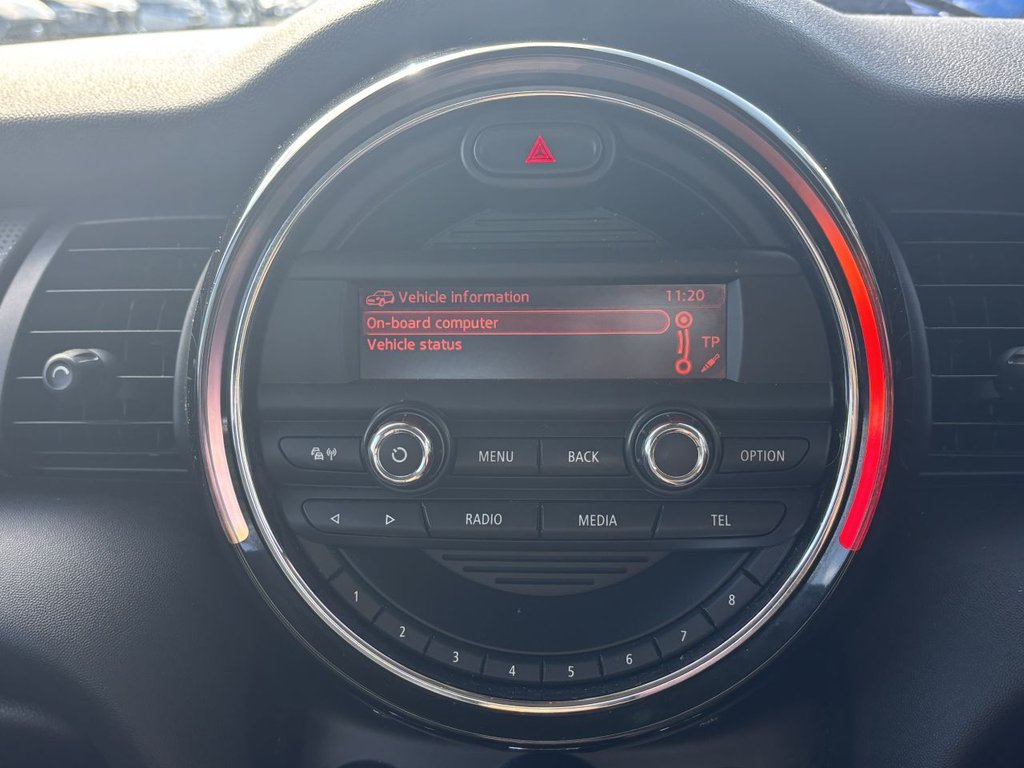 Vehicle information 11:20
On-board computer
Vehicle status TP
MENU BACK OPTION
RADIO MEDIA TEL
1 2 3 4 5 6 7 8